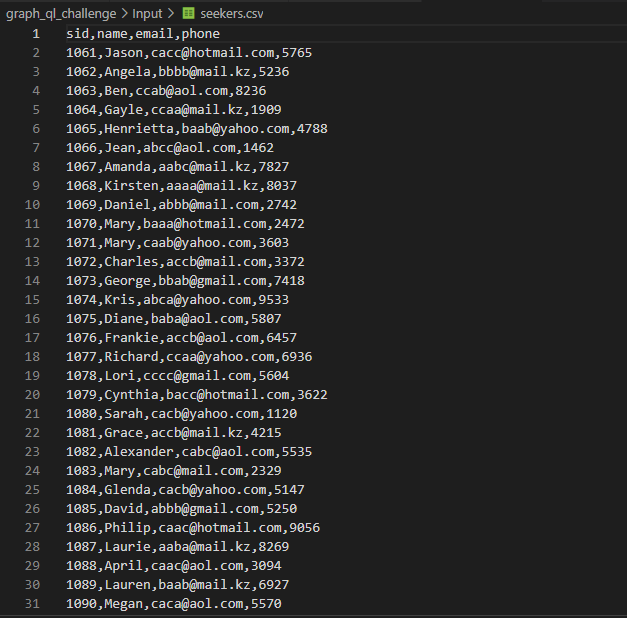 graph_ql_challenge > Input > seekers.csv
1 sid,name,email,phone
2 1061,Jason,cacc@hotmail.com,5765
3 1062,Angela,bbbb@mail.kz,5236
4 1063,Ben,ccab@aol.com,8236
5 1064,Gayle,ccaa@mail.kz,1909
6 1065,Henrietta,baab@yahoo.com,4788
7 1066,Jean,abcc@aol.com,1462
8 1067,Amanda,aabc@mail.kz,7827
9 1068,Kirsten,aaaa@mail.kz,8037
10 1069,Daniel,abbb@mail.com,2742
11 1070,Mary,baaa@hotmail.com,2472
12 1071,Mary,caab@yahoo.com,3603
13 1072,Charles,accb@mail.com,3372
14 1073,George,bbab@gmail.com,7418
15 1074,Kris,abca@yahoo.com,9533
16 1075,Diane,baba@aol.com,5807
17 1076,Frankie,accb@aol.com,6457
18 1077,Richard,ccaa@yahoo.com,6936
19 1078,Lori,cccc@gmail.com,5604
20 1079,Cynthia,bacc@hotmail.com,3622
21 1080,Sarah,cacb@yahoo.com,1120
22 1081,Grace,accb@mail.kz,4215
23 1082,Alexander,cabc@aol.com,5535
24 1083,Mary,cabc@mail.com,2329
25 1084,Glenda,cacb@yahoo.com,5147
26 1085,David,abbb@gmail.com,5250
27 1086,Philip,caac@hotmail.com,9056
28 1087,Laurie,aaba@mail.kz,8269
29 1088,April,caac@aol.com,3094
30 1089,Lauren,baab@mail.kz,6927
31 1090,Megan,caca@aol.com,5570